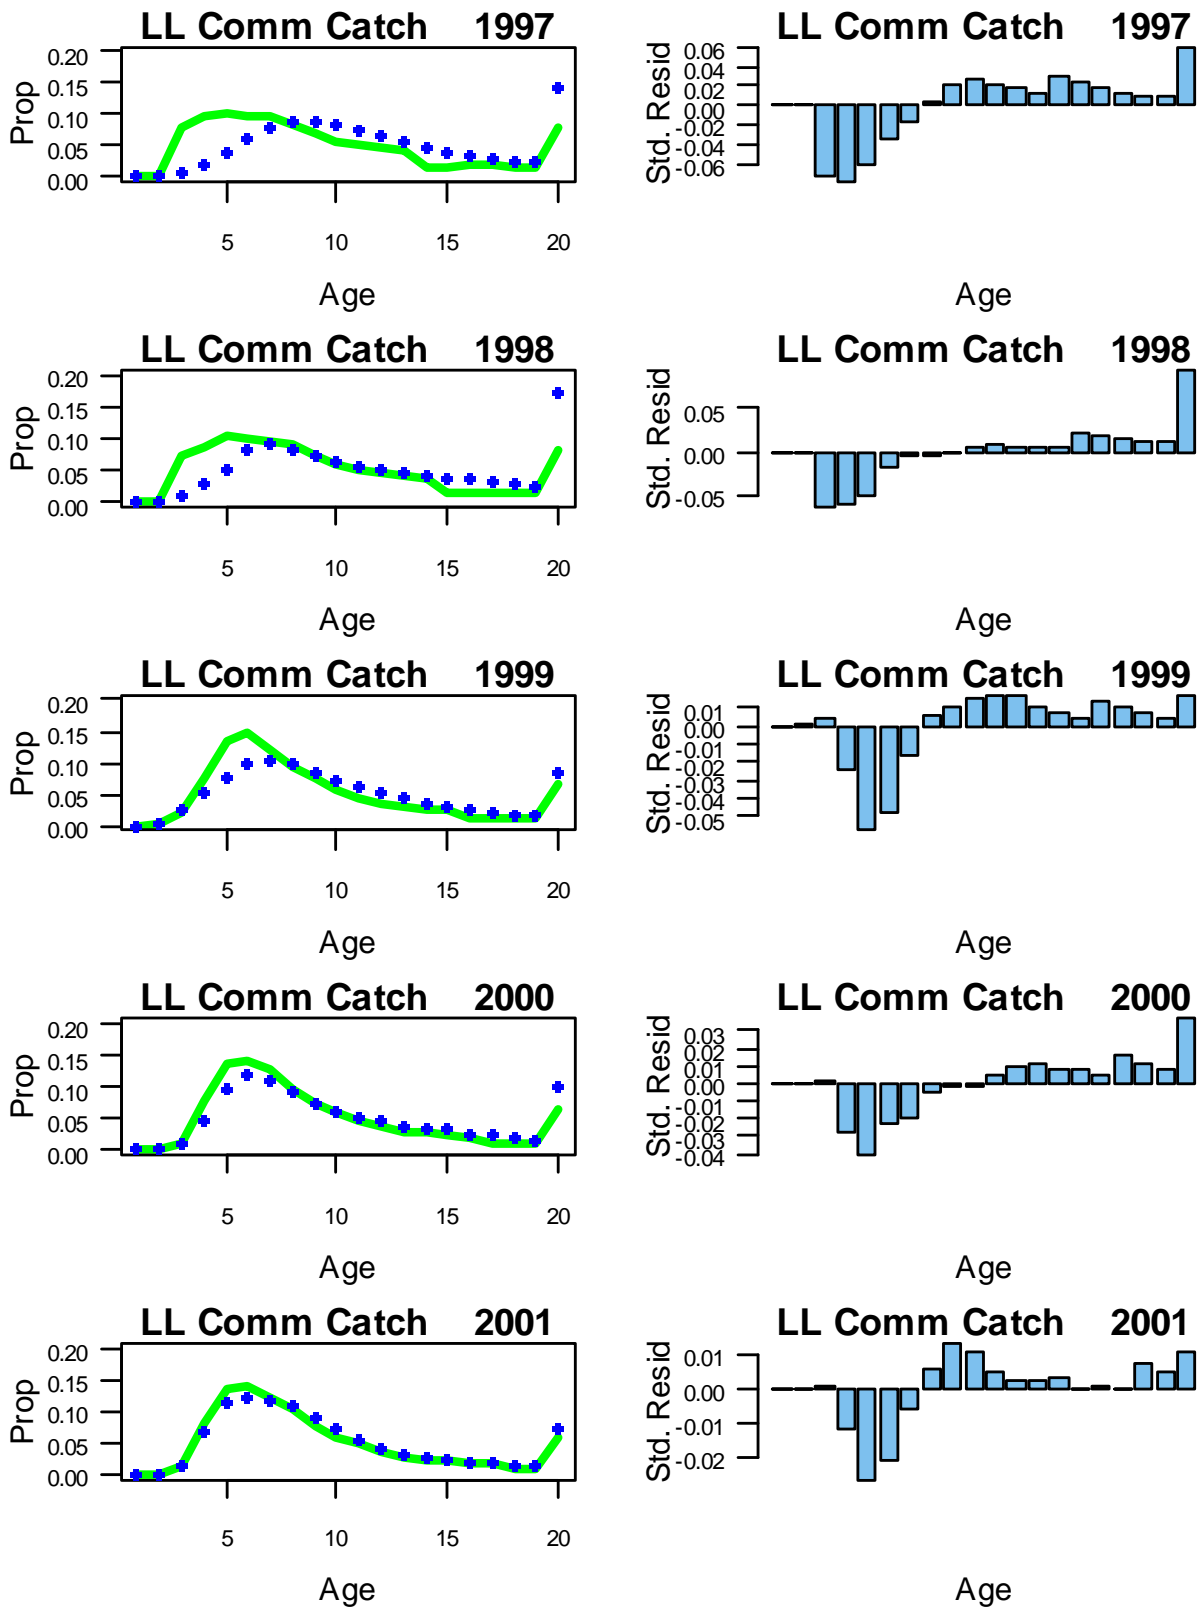 LL Comm Catch 1997
Prop
0.20
0.15
0.10
0.05
0.00
5 10 15 20
Age
LL Comm Catch 1997
Std. Resid
0.06
0.04
0.02
0.00
-0.02
-0.04
-0.06
Age
LL Comm Catch 1998
Prop
0.20
0.15
0.10
0.05
0.00
5 10 15 20
Age
LL Comm Catch 1998
Std. Resid
0.05
0.00
-0.05
Age
LL Comm Catch 1999
Prop
0.20
0.15
0.10
0.05
0.00
5 10 15 20
Age
LL Comm Catch 1999
Std. Resid
0.01
0.00
-0.01
-0.02
-0.03
-0.04
-0.05
Age
LL Comm Catch 2000
Prop
0.20
0.15
0.10
0.05
0.00
5 10 15 20
Age
LL Comm Catch 2000
Std. Resid
0.03
0.02
0.01
0.00
-0.01
-0.02
-0.03
-0.04
Age
LL Comm Catch 2001
Prop
0.20
0.15
0.10
0.05
0.00
5 10 15 20
Age
LL Comm Catch 2001
Std. Resid
0.01
0.00
-0.01
-0.02
Age